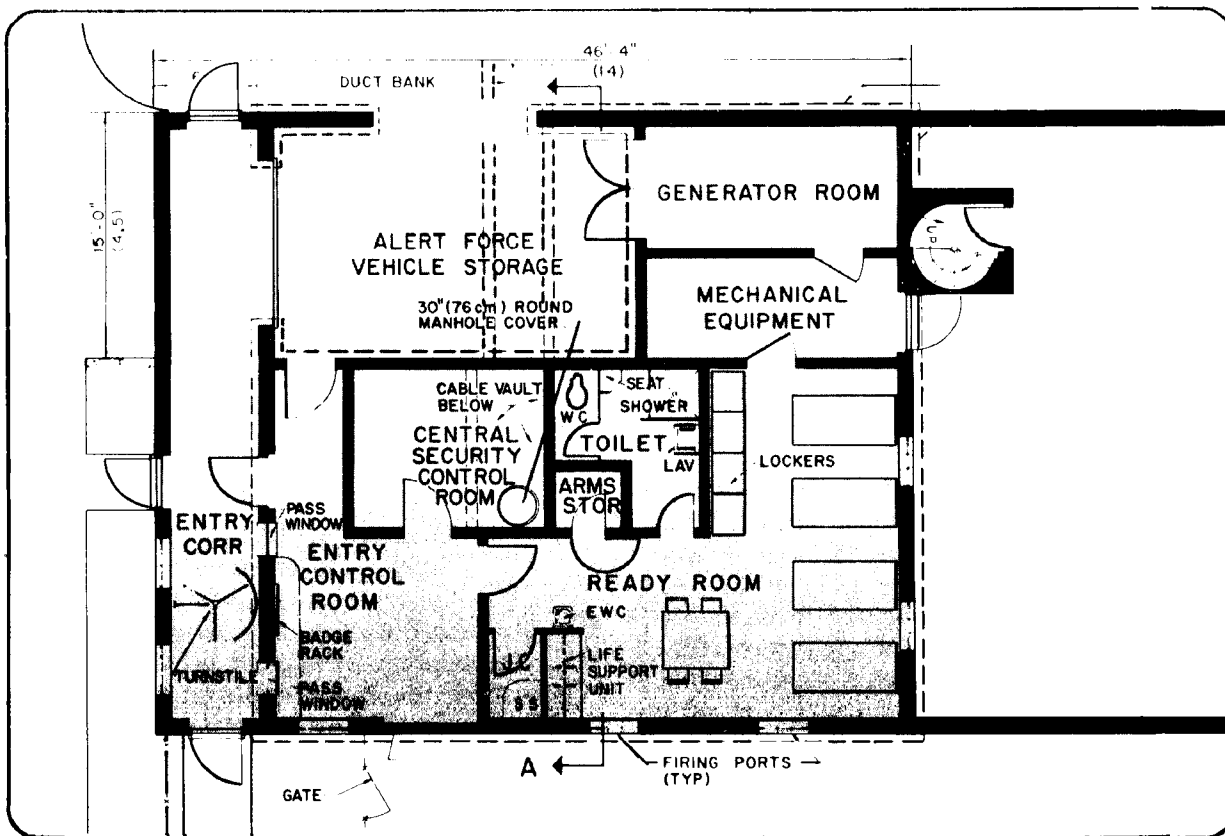 46'-4"
(14)
DUCT BANK
15'-0"
(4.5)
GENERATOR ROOM
UP
ALERT FORCE
VEHICLE STORAGE
30"(76cm) ROUND
MANHOLE COVER
MECHANICAL
EQUIPMENT
CABLE VAULT
BELOW
WC
SEAT
SHOWER
CENTRAL
SECURITY
CONTROL
ROOM
TOILET
LAV
LOCKERS
ARMS
STOR
PASS
WINDOW
ENTRY
CORR
ENTRY
CONTROL
ROOM
READY ROOM
EWC
BADGE
RACK
J.C.
LIFE
SUPPORT
UNIT
TURNSTILE
PASS
WINDOW
SS
A
FIRING PORTS
(TYP)
GATE